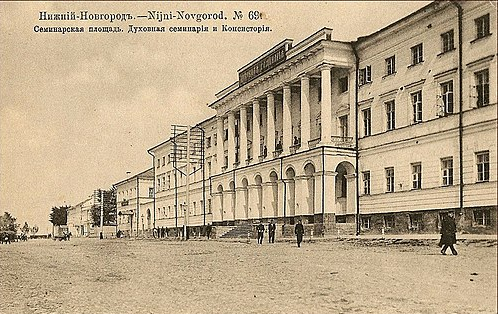 Нижній-Новгородъ. — Nijni-Novgorod. № 69.
Семинарская площадь. Духовная семинарія и Консисторія.